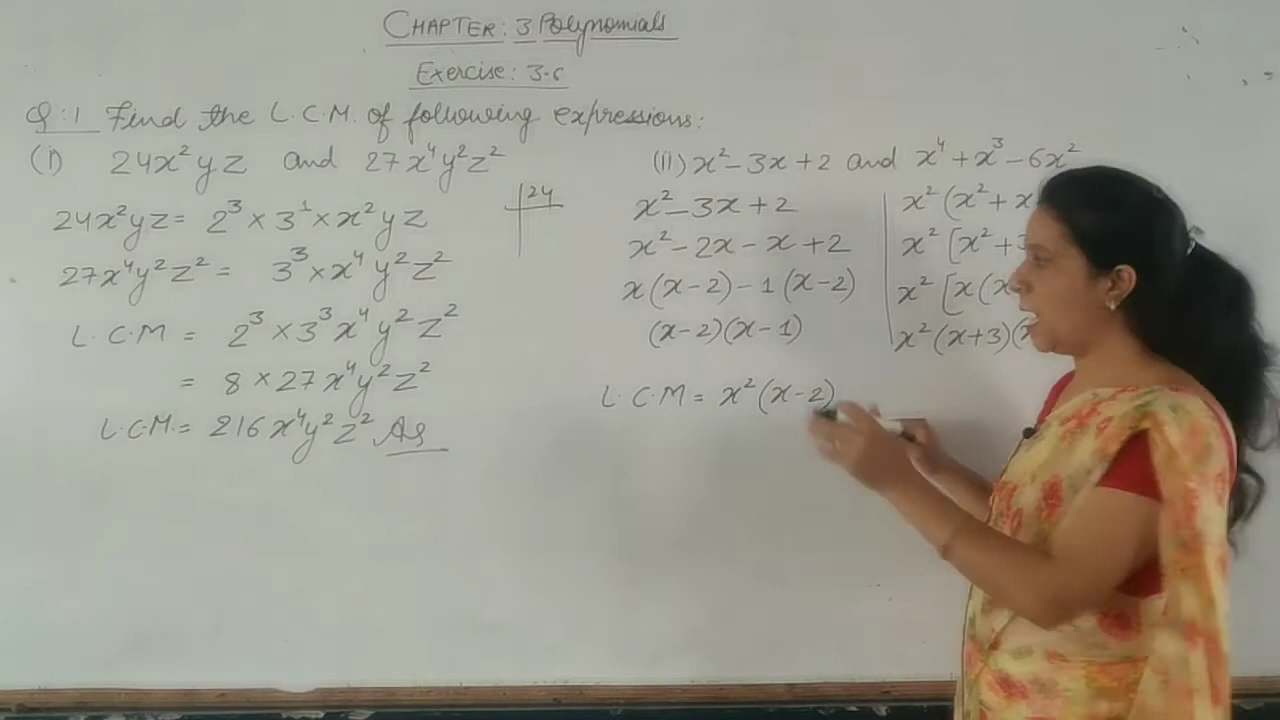 CHAPTER: 3 Polynomials
Exercise: 3.6
Q:1 Find the L.C.M. of following expressions:
(i) 24x²yz and 27x⁴y²z²
24x²yz = 2³ × 3¹ × x²yz
27x⁴y²z² = 3³ × x⁴y²z²
L.C.M = 2³ × 3³ x⁴y²z²
= 8 × 27 x⁴y²z²
L.C.M. = 216 x⁴y²z² As
24
(ii) x² - 3x + 2 and x⁴ + x³ - 6x²
x² - 3x + 2
x² - 2x - x + 2
x(x-2) - 1(x-2)
(x-2)(x-1)
x²(x² + x
x²[x² + 3
x²[x(x
x²(x+3)(x
L.C.M = x²(x-2)